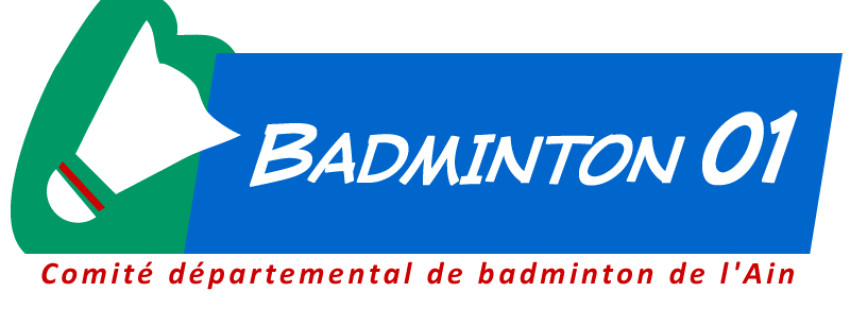 BADMINTON 01
Comité départemental de badminton de l'Ain